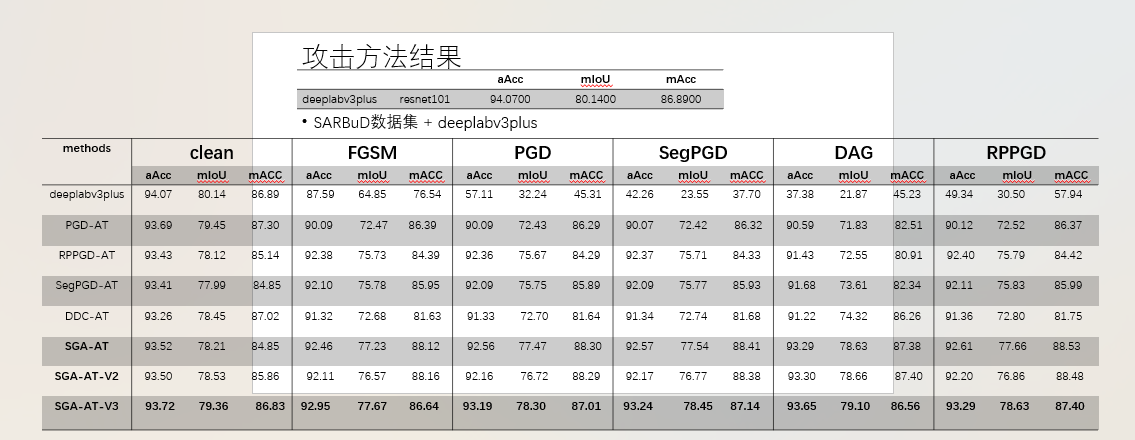 攻击方法结果
aAcc mIoU mAcc
deeplabv3plus resnet101 94.0700 80.1400 86.8900
• SARBuD数据集 + deeplabv3plus
methods clean FGSM PGD SegPGD DAG RPPGD
aAcc mIoU mACC aAcc mIoU mACC aAcc mIoU mACC aAcc mIoU mACC aAcc mIoU mACC aAcc mIoU mACC
deeplabv3plus 94.07 80.14 86.89 87.59 64.85 76.54 57.11 32.24 45.31 42.26 23.55 37.70 37.38 21.87 45.23 49.34 30.50 57.94
PGD-AT 93.69 79.45 87.30 90.09 72.47 86.39 90.09 72.43 86.29 90.07 72.42 86.32 90.59 71.83 82.51 90.12 72.52 86.37
RPPGD-AT 93.43 78.12 85.14 92.38 75.73 84.39 92.36 75.67 84.29 92.37 75.71 84.33 91.43 72.55 80.91 92.40 75.79 84.42
SegPGD-AT 93.41 77.99 84.85 92.10 75.78 85.95 92.09 75.75 85.89 92.09 75.77 85.93 91.68 73.61 82.34 92.11 75.83 85.99
DDC-AT 93.26 78.45 87.02 91.32 72.68 81.63 91.33 72.70 81.64 91.34 72.74 81.68 91.22 74.32 86.26 91.36 72.80 81.75
SGA-AT 93.52 78.21 84.85 92.46 77.23 88.12 92.56 77.47 88.30 92.57 77.54 88.41 93.29 78.63 87.38 92.61 77.66 88.53
SGA-AT-V2 93.50 78.53 85.86 92.11 76.57 88.16 92.16 76.72 88.29 92.17 76.77 88.38 93.30 78.66 87.40 92.20 76.86 88.48
SGA-AT-V3 93.72 79.36 86.83 92.95 77.67 86.64 93.19 78.30 87.01 93.24 78.45 87.14 93.65 79.10 86.56 93.29 78.63 87.40